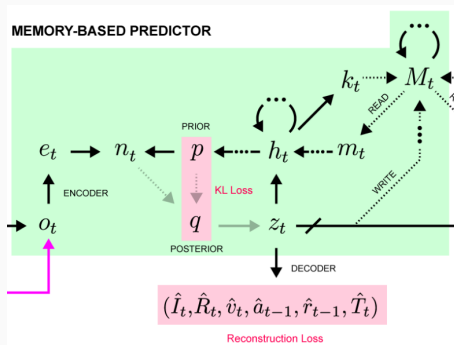 MEMORY-BASED PREDICTOR
k_t
M_t
READ
PRIOR
e_t
n_t
p
h_t
m_t
ENCODER
KL Loss
WRITE
o_t
q
z_t
POSTERIOR
DECODER
(Î_t, R̂_t, v̂_t, â_{t−1}, r̂_{t−1}, T̂_t)
Reconstruction Loss